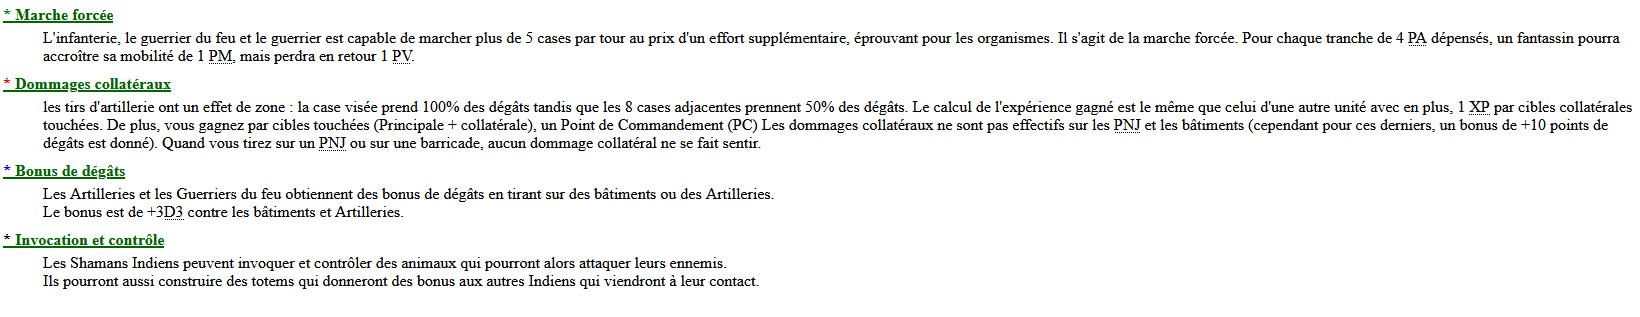 * Marche forcée
L'infanterie, le guerrier du feu et le guerrier est capable de marcher plus de 5 cases par tour au prix d'un effort supplémentaire, éprouvant pour les organismes. Il s'agit de la marche forcée. Pour chaque tranche de 4 PA dépensés, un fantassin pourra
accroître sa mobilité de 1 PM, mais perdra en retour 1 PV.
* Dommages collatéraux
les tirs d'artillerie ont un effet de zone : la case visée prend 100% des dégâts tandis que les 8 cases adjacentes prennent 50% des dégâts. Le calcul de l'expérience gagné est le même que celui d'une autre unité avec en plus, 1 XP par cibles collatérales
touchées. De plus, vous gagnez par cibles touchées (Principale + collatérale), un Point de Commandement (PC) Les dommages collatéraux ne sont pas effectifs sur les PNJ et les bâtiments (cependant pour ces derniers, un bonus de +10 points de
dégâts est donné). Quand vous tirez sur un PNJ ou sur une barricade, aucun dommage collatéral ne se fait sentir.
* Bonus de dégâts
Les Artilleries et les Guerriers du feu obtiennent des bonus de dégâts en tirant sur des bâtiments ou des Artilleries.
Le bonus est de +3D3 contre les bâtiments et Artilleries.
* Invocation et contrôle
Les Shamans Indiens peuvent invoquer et contrôler des animaux qui pourront alors attaquer leurs ennemis.
Ils pourront aussi construire des totems qui donneront des bonus aux autres Indiens qui viendront à leur contact.